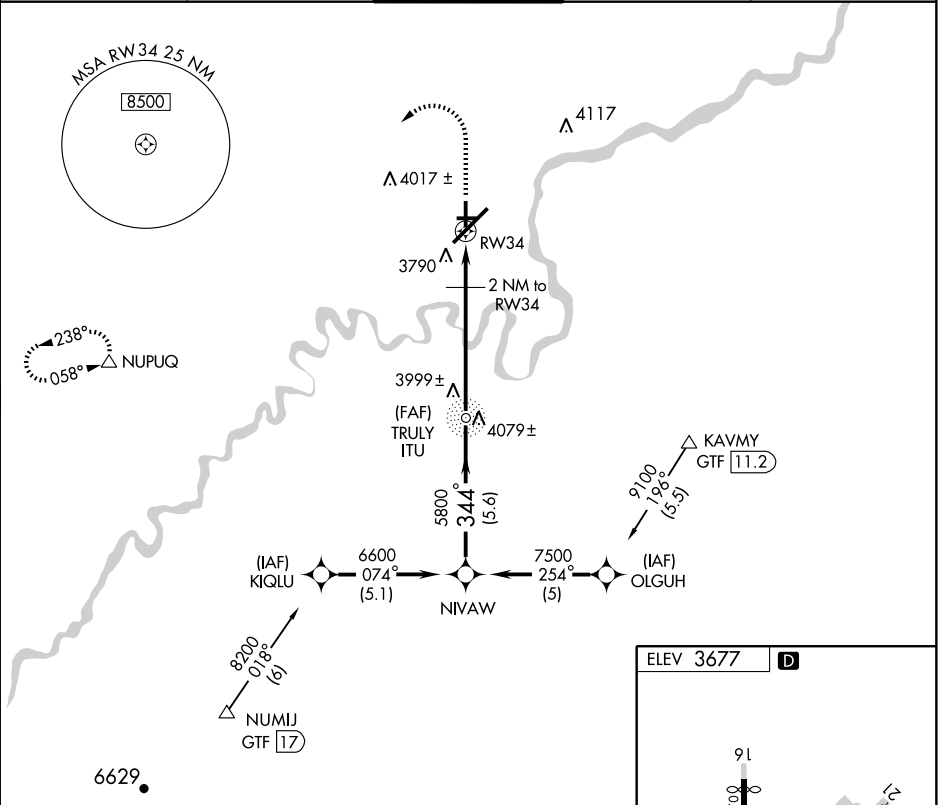 MSA RW34 25 NM
8500
4117
4017 ±
RW34
3790
2 NM to
RW34
238°
058°
NUPUQ
3999±
(FAF)
TRULY
ITU
4079±
KAVMY
GTF 11.2
9100
196°
(5.5)
5800
344°
(5.6)
(IAF)
KIQLU
6600
074°
(5.1)
7500
254°
(5)
(IAF)
OLGUH
NIVAW
8200
018°
(6)
NUMIJ
GTF 17
6629
ELEV 3677
D
16
21